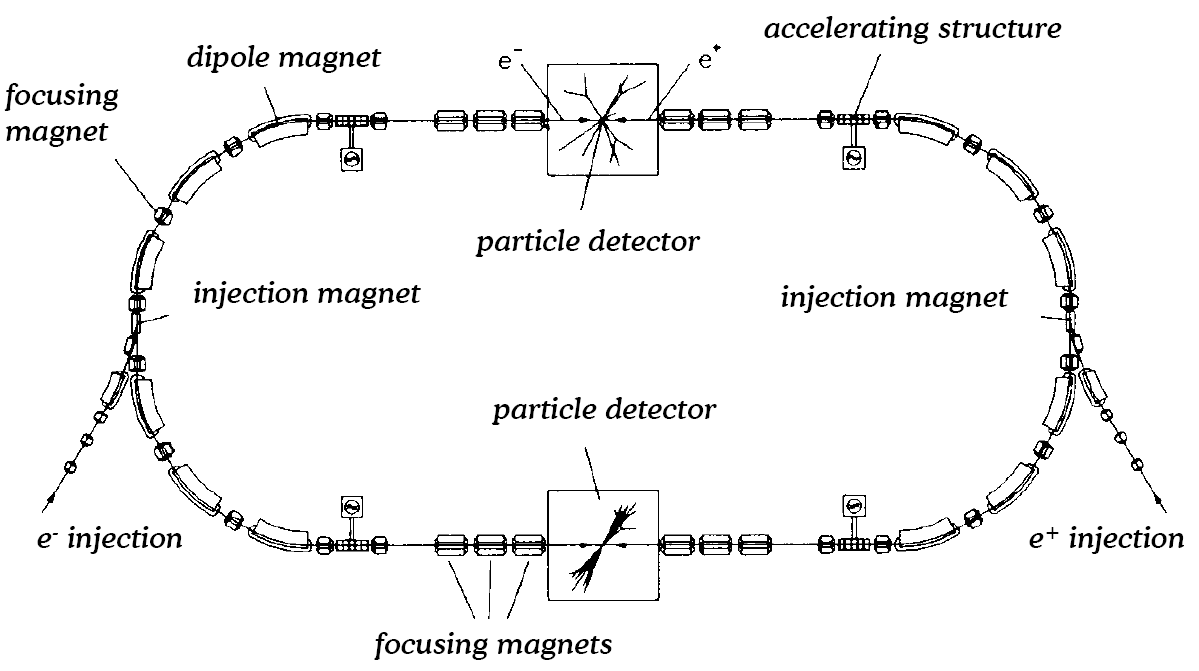 accelerating structure
dipole magnet
e⁻
e⁺
focusing
magnet
particle detector
injection magnet
injection magnet
particle detector
e⁻ injection
e⁺ injection
focusing magnets